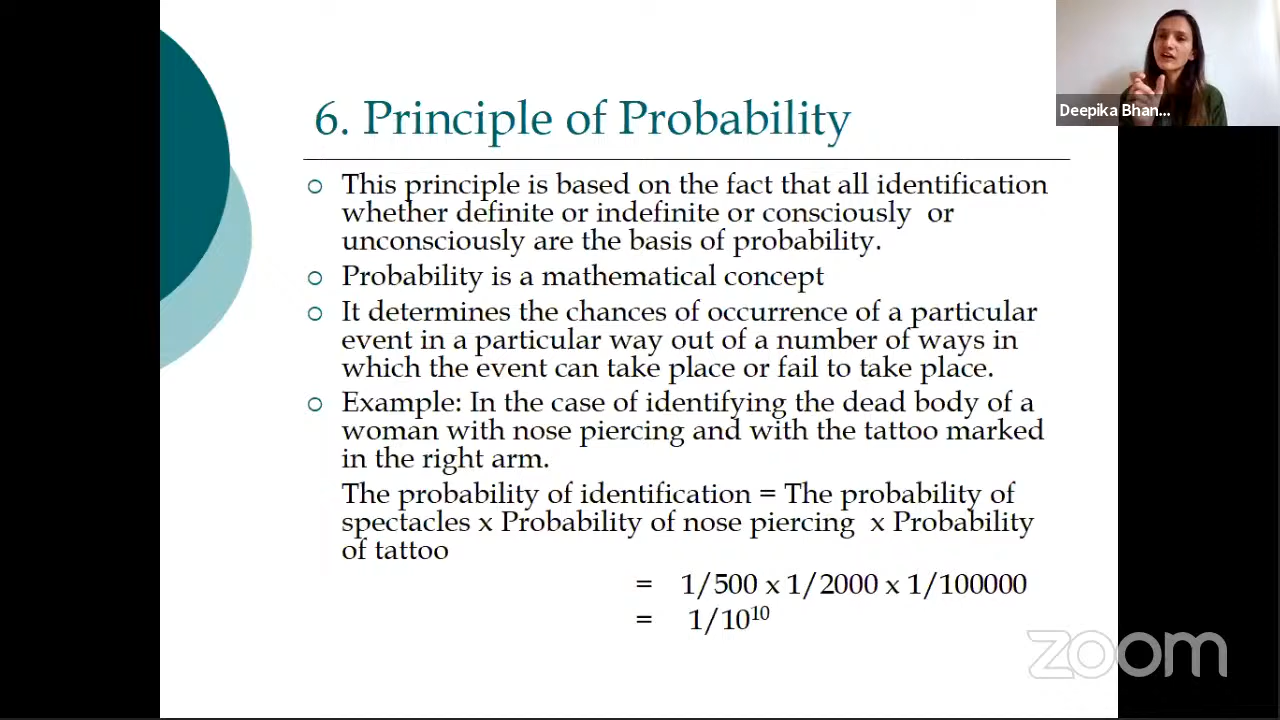 6. Principle of Probability
This principle is based on the fact that all identification
whether definite or indefinite or consciously or
unconsciously are the basis of probability.
Probability is a mathematical concept
It determines the chances of occurrence of a particular
event in a particular way out of a number of ways in
which the event can take place or fail to take place.
Example: In the case of identifying the dead body of a
woman with nose piercing and with the tattoo marked
in the right arm.
The probability of identification = The probability of
spectacles x Probability of nose piercing x Probability
of tattoo
= 1/500 x 1/2000 x 1/100000
= 1/10¹⁰
Deepika Bhan...
zoom